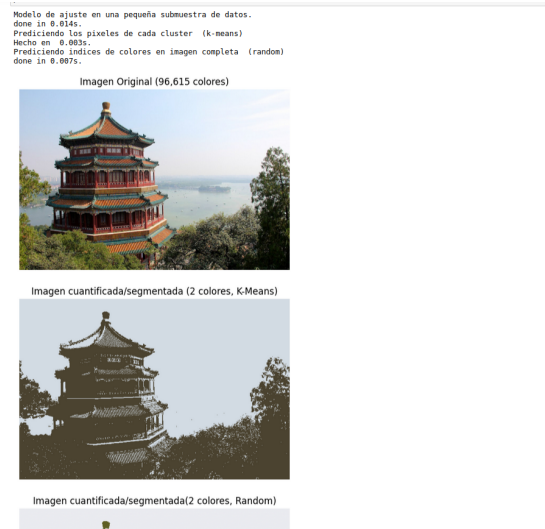 Modelo de ajuste en una pequeña submuestra de datos.
done in 0.014s.
Prediciendo los pixeles de cada cluster  (k-means)
Hecho en  0.003s.
Prediciendo indices de colores en imagen completa  (random)
done in 0.007s.
Imagen Original (96,615 colores)
Imagen cuantificada/segmentada (2 colores, K-Means)
Imagen cuantificada/segmentada(2 colores, Random)